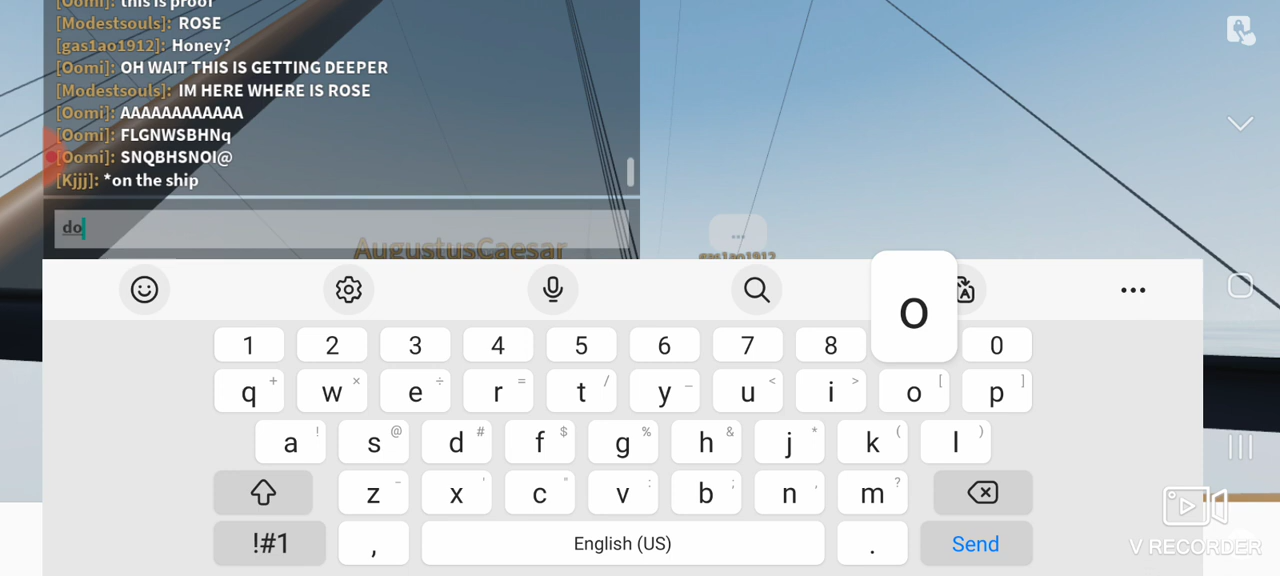 [Oomi]: this is proof
[Modestsouls]: ROSE
[gas1ao1912]: Honey?
[Oomi]: OH WAIT THIS IS GETTING DEEPER
[Modestsouls]: IM HERE WHERE IS ROSE
[Oomi]: AAAAAAAAAAAA
[Oomi]: FLGNWSBHNq
[Oomi]: SNQBHSNOI@
[Kjjj]: *on the ship
do
AugustusCaesar
...
gas1ao1912
o
A
1 2 3 4 5 6 7 8 0
q + w × e ÷ r = t / y _ u < i > o [ p ]
a ! s @ d # f $ g % h & j * k ( l )
z - x ' c " v : b ; n , m ?
!#1 , English (US) . Send
V RECORDER